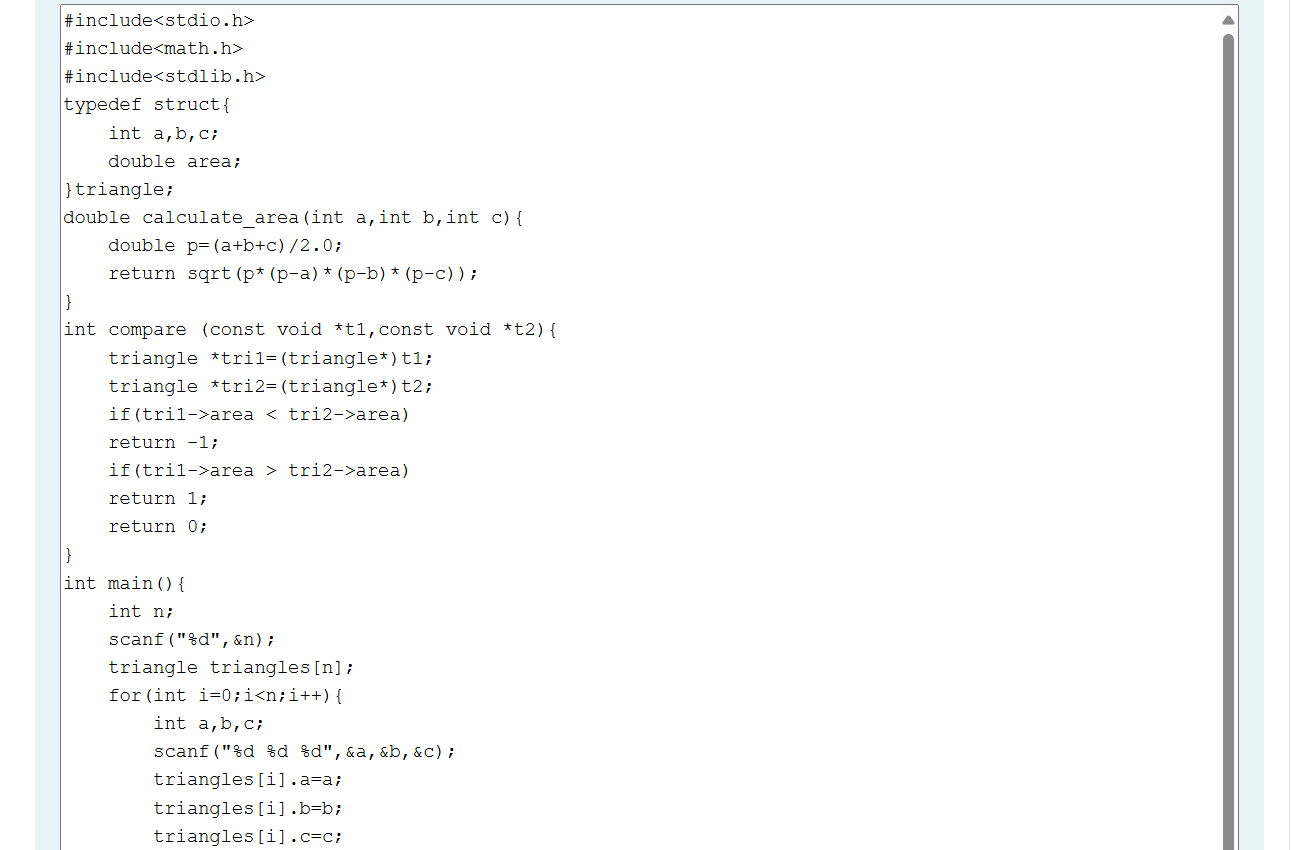 #include<stdio.h>
#include<math.h>
#include<stdlib.h>
typedef struct{
    int a,b,c;
    double area;
}triangle;
double calculate_area(int a,int b,int c){
    double p=(a+b+c)/2.0;
    return sqrt(p*(p-a)*(p-b)*(p-c));
}
int compare (const void *t1,const void *t2){
    triangle *tri1=(triangle*)t1;
    triangle *tri2=(triangle*)t2;
    if(tri1->area < tri2->area)
    return -1;
    if(tri1->area > tri2->area)
    return 1;
    return 0;
}
int main(){
    int n;
    scanf("%d",&n);
    triangle triangles[n];
    for(int i=0;i<n;i++){
        int a,b,c;
        scanf("%d %d %d",&a,&b,&c);
        triangles[i].a=a;
        triangles[i].b=b;
        triangles[i].c=c;